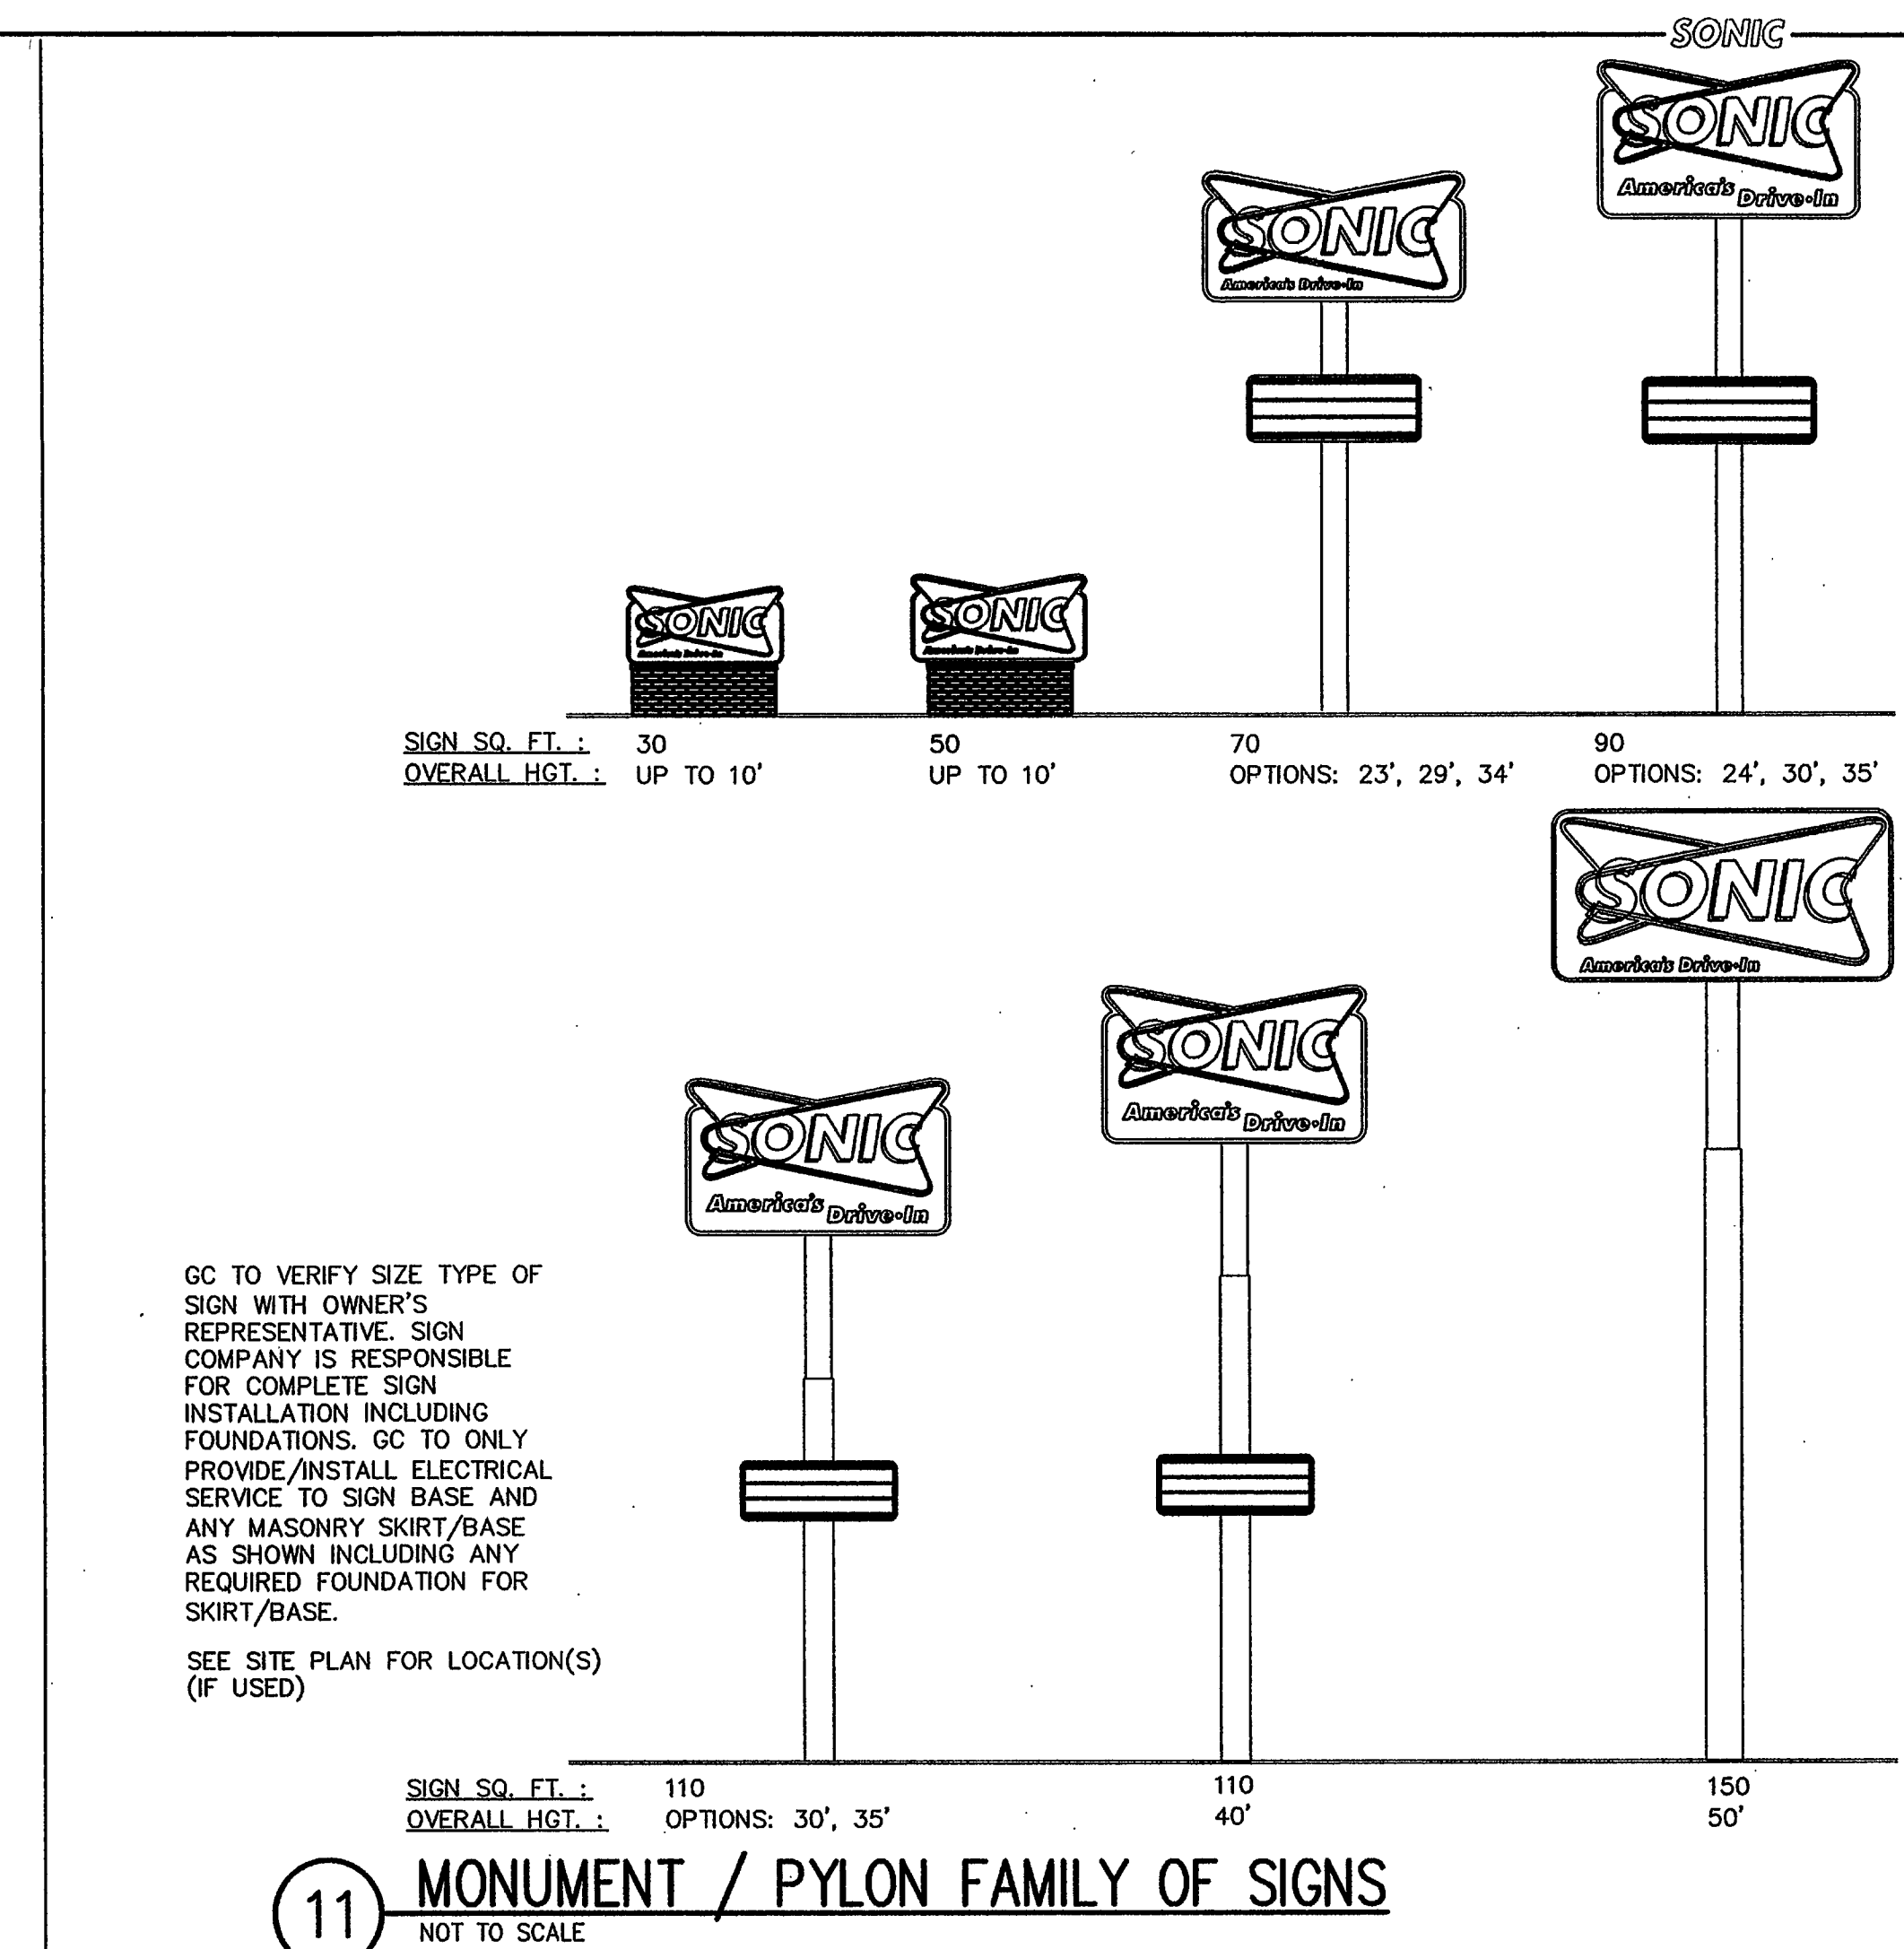 SONIC
SONIC
America's Drive-In
SONIC
America's Drive-In
SONIC
America's Drive-In
SONIC
America's Drive-In
SIGN SQ. FT. : 30 50 70 90
OVERALL HGT. : UP TO 10' UP TO 10' OPTIONS: 23', 29', 34' OPTIONS: 24', 30', 35'
SONIC
America's Drive-In
SONIC
America's Drive-In
SONIC
America's Drive-In
GC TO VERIFY SIZE TYPE OF
SIGN WITH OWNER'S
REPRESENTATIVE. SIGN
COMPANY IS RESPONSIBLE
FOR COMPLETE SIGN
INSTALLATION INCLUDING
FOUNDATIONS. GC TO ONLY
PROVIDE/INSTALL ELECTRICAL
SERVICE TO SIGN BASE AND
ANY MASONRY SKIRT/BASE
AS SHOWN INCLUDING ANY
REQUIRED FOUNDATION FOR
SKIRT/BASE.
SEE SITE PLAN FOR LOCATION(S)
(IF USED)
SIGN SQ. FT. : 110 110 150
OVERALL HGT. : OPTIONS: 30', 35' 40' 50'
11 MONUMENT / PYLON FAMILY OF SIGNS
NOT TO SCALE